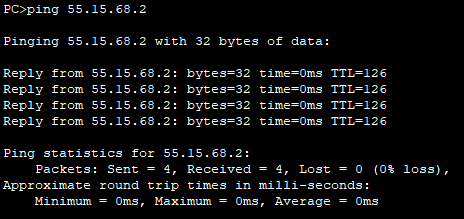 PC>ping 55.15.68.2
Pinging 55.15.68.2 with 32 bytes of data:
Reply from 55.15.68.2: bytes=32 time=0ms TTL=126
Reply from 55.15.68.2: bytes=32 time=0ms TTL=126
Reply from 55.15.68.2: bytes=32 time=0ms TTL=126
Reply from 55.15.68.2: bytes=32 time=0ms TTL=126
Ping statistics for 55.15.68.2:
    Packets: Sent = 4, Received = 4, Lost = 0 (0% loss),
Approximate round trip times in milli-seconds:
    Minimum = 0ms, Maximum = 0ms, Average = 0ms